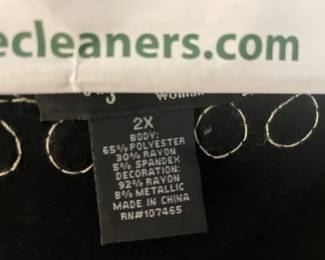 ecleaners.com
2X
BODY:
65% POLYESTER
30% RAYON
5% SPANDEX
DECORATION:
92% RAYON
8% METALLIC
MADE IN CHINA
RN#107465